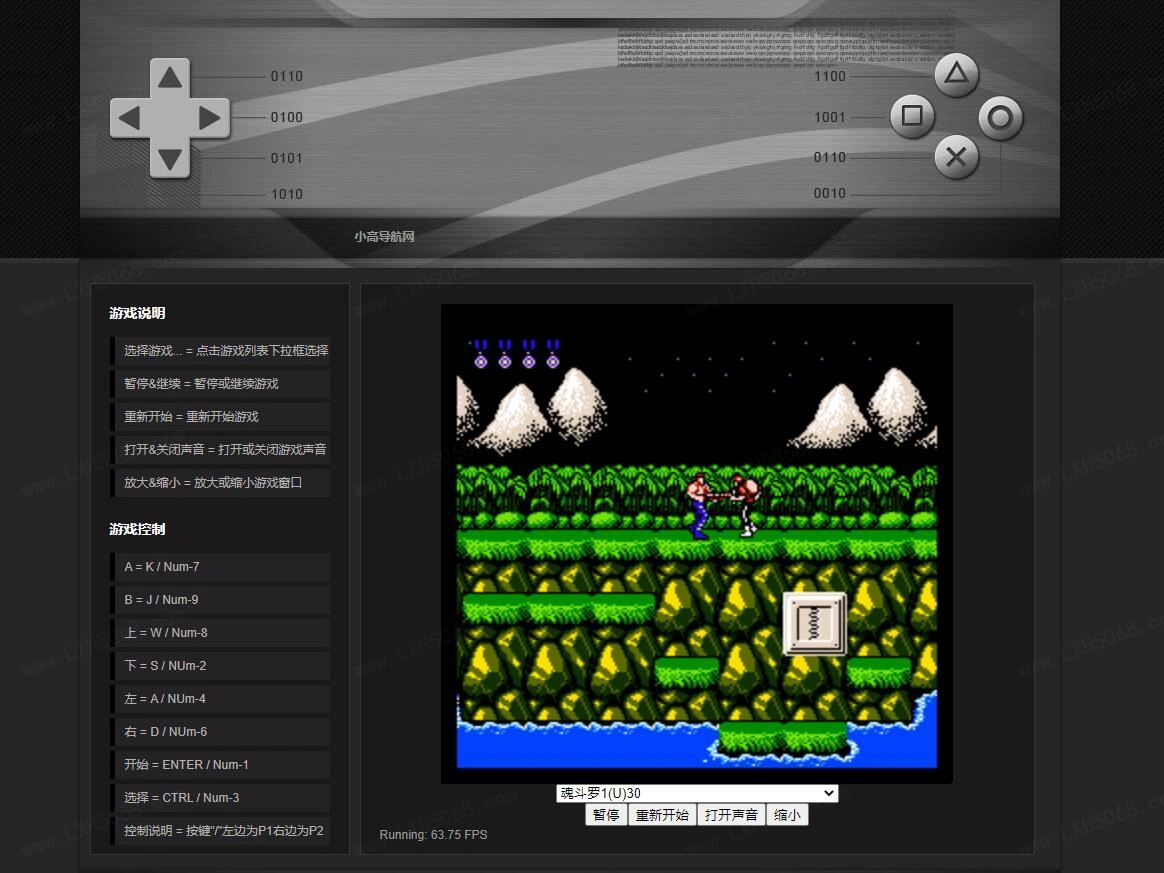 0110
0100
0101
1010
1100
1001
0110
0010
小高导航网
游戏说明
选择游戏... = 点击游戏列表下拉框选择
暂停&继续 = 暂停或继续游戏
重新开始 = 重新开始游戏
打开&关闭声音 = 打开或关闭游戏声音
放大&缩小 = 放大或缩小游戏窗口
游戏控制
A = K / Num-7
B = J / Num-9
上 = W / Num-8
下 = S / NUm-2
左 = A / NUm-4
右 = D / NUm-6
开始 = ENTER / Num-1
选择 = CTRL / Num-3
控制说明 = 按键"/"左边为P1右边为P2
魂斗罗1(U)30
暂停 重新开始 打开声音 缩小
Running: 63.75 FPS
www.LXH5068.com